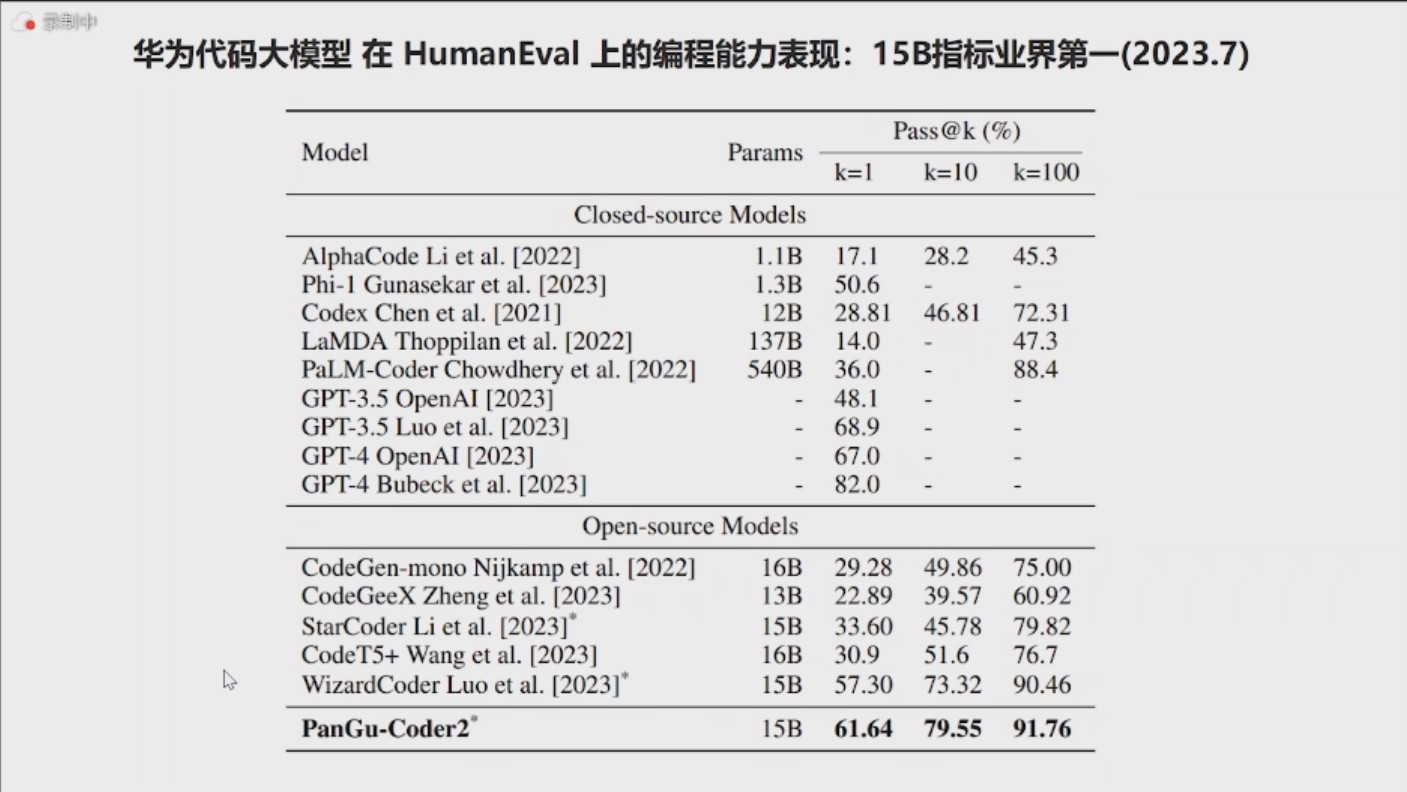 录制中
华为代码大模型 在 HumanEval 上的编程能力表现：15B指标业界第一(2023.7)
Model Params Pass@k (%)
k=1 k=10 k=100
Closed-source Models
AlphaCode Li et al. [2022] 1.1B 17.1 28.2 45.3
Phi-1 Gunasekar et al. [2023] 1.3B 50.6 - -
Codex Chen et al. [2021] 12B 28.81 46.81 72.31
LaMDA Thoppilan et al. [2022] 137B 14.0 - 47.3
PaLM-Coder Chowdhery et al. [2022] 540B 36.0 - 88.4
GPT-3.5 OpenAI [2023] - 48.1 - -
GPT-3.5 Luo et al. [2023] - 68.9 - -
GPT-4 OpenAI [2023] - 67.0 - -
GPT-4 Bubeck et al. [2023] - 82.0 - -
Open-source Models
CodeGen-mono Nijkamp et al. [2022] 16B 29.28 49.86 75.00
CodeGeeX Zheng et al. [2023] 13B 22.89 39.57 60.92
StarCoder Li et al. [2023]* 15B 33.60 45.78 79.82
CodeT5+ Wang et al. [2023] 16B 30.9 51.6 76.7
WizardCoder Luo et al. [2023]* 15B 57.30 73.32 90.46
PanGu-Coder2* 15B 61.64 79.55 91.76